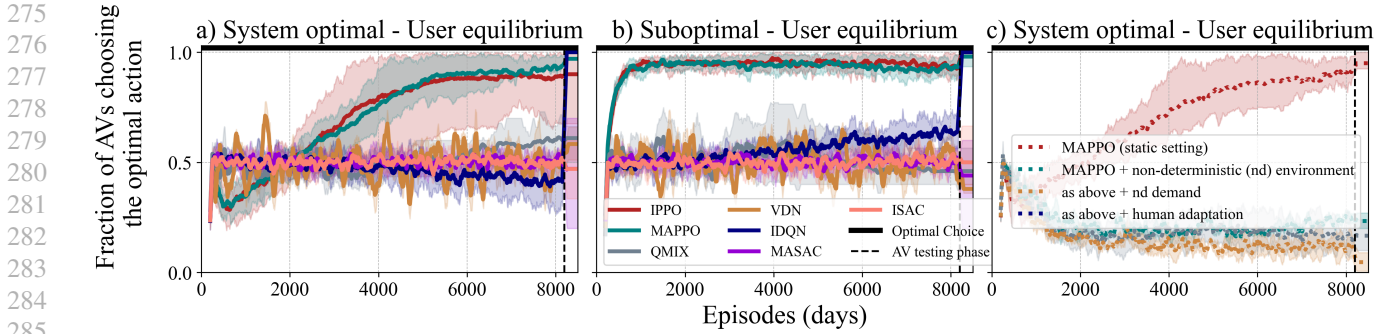 275
276
277
278
279
280
281
282
283
284
285
a) System optimal - User equilibrium
b) Suboptimal - User equilibrium
c) System optimal - User equilibrium
Fraction of AVs choosing
the optimal action
1.0
0.5
0.0
0 2000 4000 6000 8000
0 2000 4000 6000 8000
0 2000 4000 6000 8000
IPPO
MAPPO
QMIX
VDN
IDQN
MASAC
ISAC
Optimal Choice
AV testing phase
MAPPO (static setting)
MAPPO + non-deterministic (nd) environment
as above + nd demand
as above + human adaptation
Episodes (days)